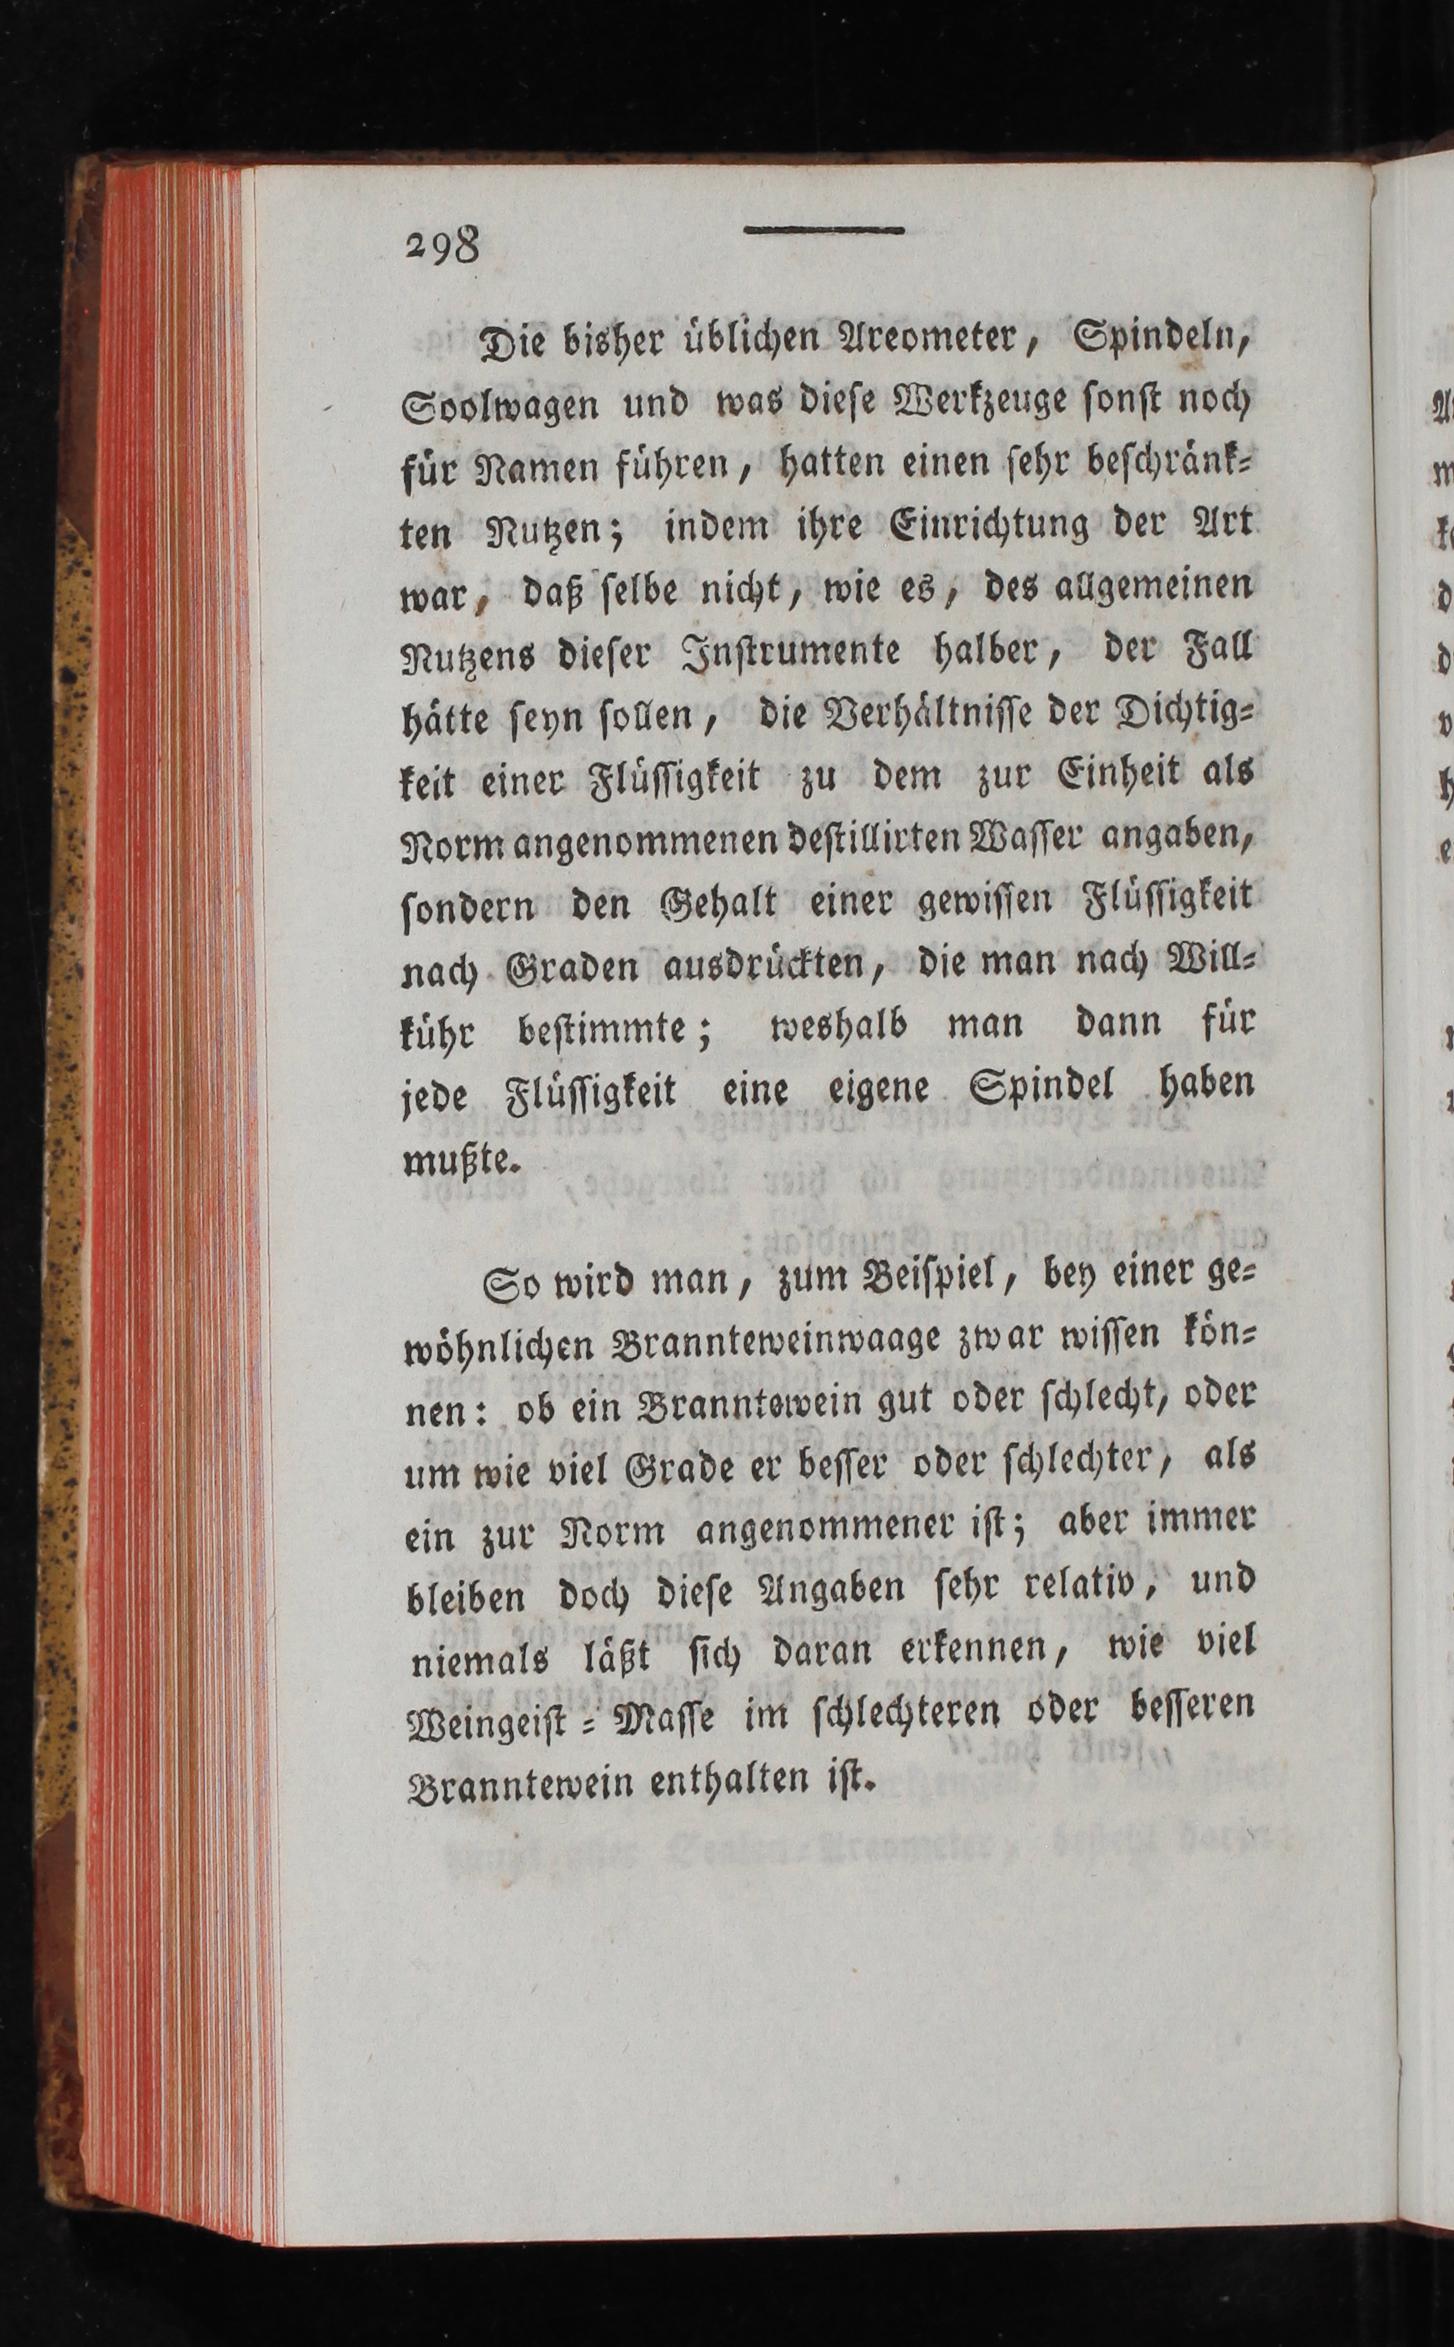 298
Die bisher üblichen Areometer, Spindeln,
Soolwagen und was dieſe Werkzeuge ſonſt noch
für Namen führen, hatten einen ſehr beſchränk⸗
ten Nutzen; indem ihre Einrichtung der Art
war, daß ſelbe nicht, wie es, des allgemeinen
Nutzens dieſer Inſtrumente halber, der Fall
hätte ſeyn ſollen, die Verhältniſſe der Dichtig⸗
keit einer Flüſſigkeit zu dem zur Einheit als
Norm angenommenen deſtillirten Waſſer angaben,
ſondern den Gehalt einer gewiſſen Flüſſigkeit
nach Graden ausdrückten, die man nach Will⸗
kühr beſtimmte; weshalb man dann für
jede Flüſſigkeit eine eigene Spindel haben
mußte.
So wird man, zum Beiſpiel, bey einer ge⸗
wöhnlichen Brannteweinwaage zwar wiſſen kön⸗
nen: ob ein Branntewein gut oder ſchlecht, oder
um wie viel Grade er beſſer oder ſchlechter, als
ein zur Norm angenommener iſt; aber immer
bleiben doch dieſe Angaben ſehr relativ, und
niemals läßt ſich daran erkennen, wie viel
Weingeiſt⸗Maſſe im ſchlechteren oder beſſeren
Branntewein enthalten iſt.